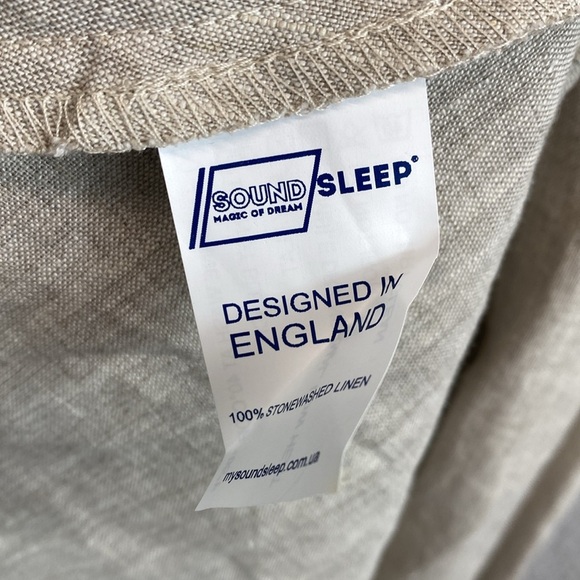 SOUND SLEEP®
MAGIC OF DREAM
DESIGNED IN
ENGLAND
100% STONEWASHED LINEN
mysoundsleep.com.ua